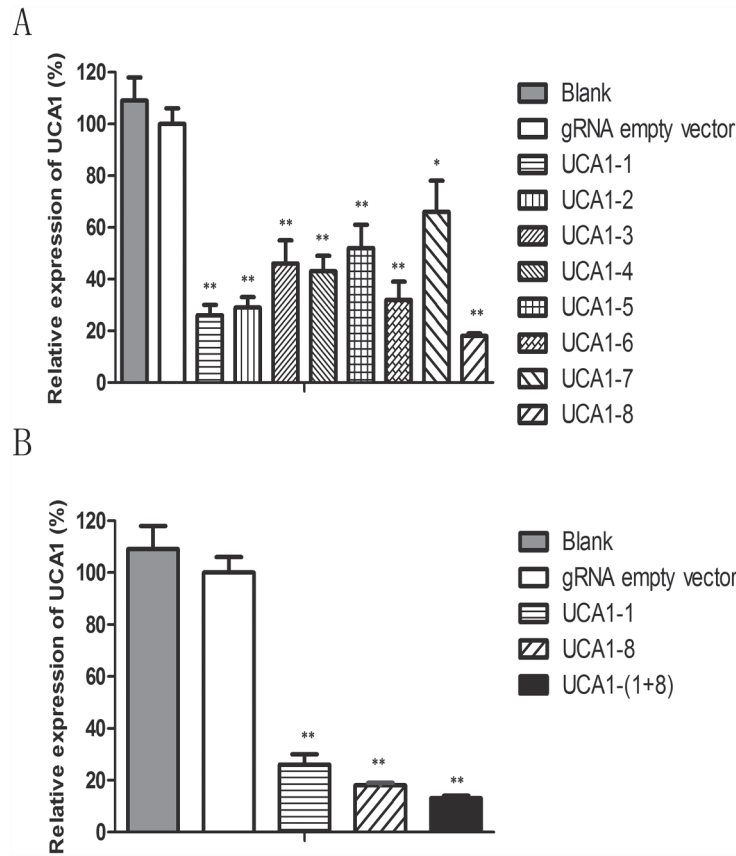 A
Relative expression of UCA1 (%)
120
100
80
60
40
20
0
**
**
**
**
**
**
*
**
Blank
gRNA empty vector
UCA1-1
UCA1-2
UCA1-3
UCA1-4
UCA1-5
UCA1-6
UCA1-7
UCA1-8
B
Relative expression of UCA1 (%)
120
100
80
60
40
20
0
**
**
**
Blank
gRNA empty vector
UCA1-1
UCA1-8
UCA1-(1+8)